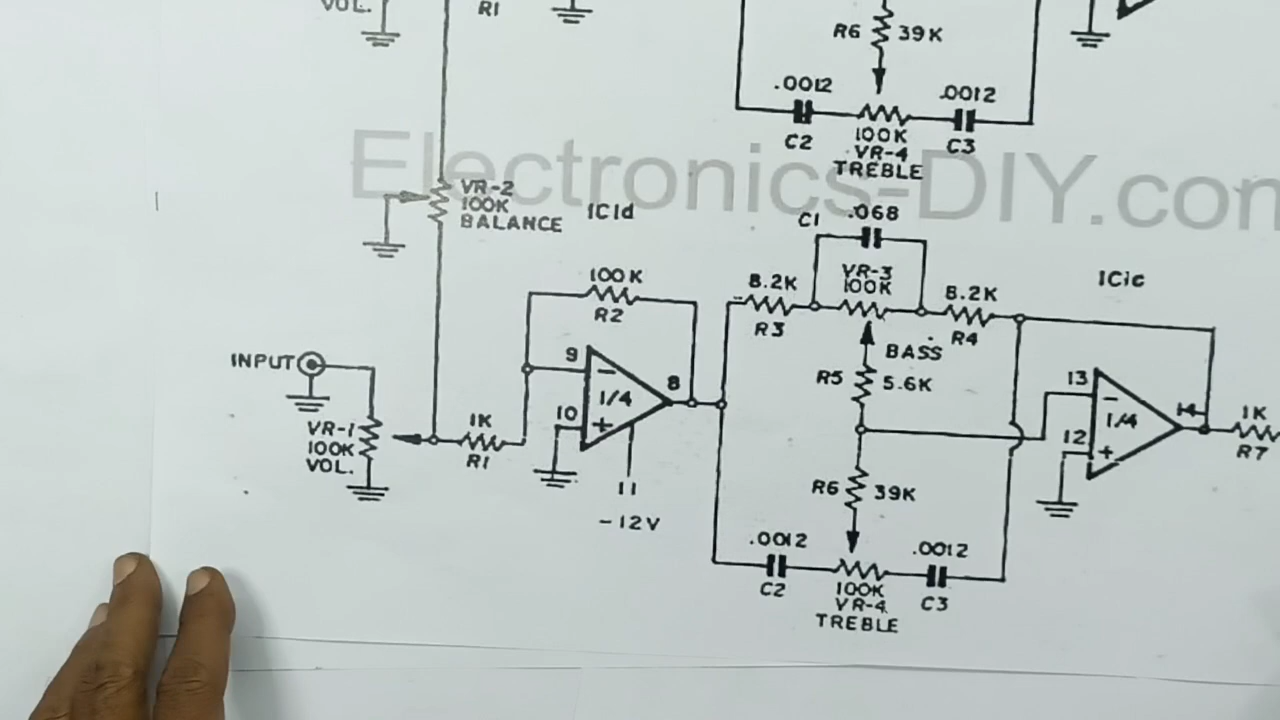 VOL.
R1
R6 39K
.0012
.0012
C2
100K
VR-4
TREBLE
C3
Electronics-DIY.com
VR-2
100K
BALANCE
IC1d
C1 .068
VR-3
100K
8.2K
R3
8.2K
R4
IC1c
100K
R2
BASS
R5 5.6K
INPUT
9
-
1/4
8
10
+
11
-12V
VR-1
100K
VOL.
1K
R1
13
-
1/4
14
12
+
1K
R7
R6 39K
.0012
C2
100K
VR-4
TREBLE
.0012
C3